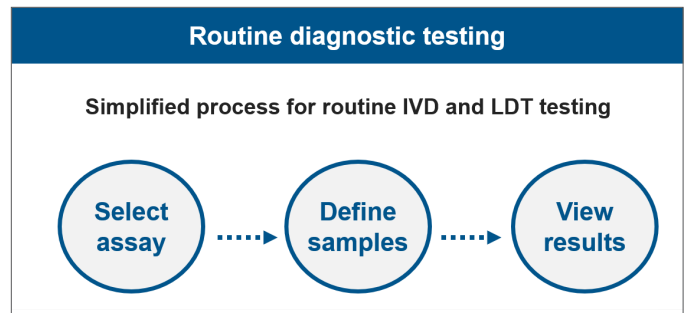 Routine diagnostic testing
Simplified process for routine IVD and LDT testing
Select
assay
Define
samples
View
results